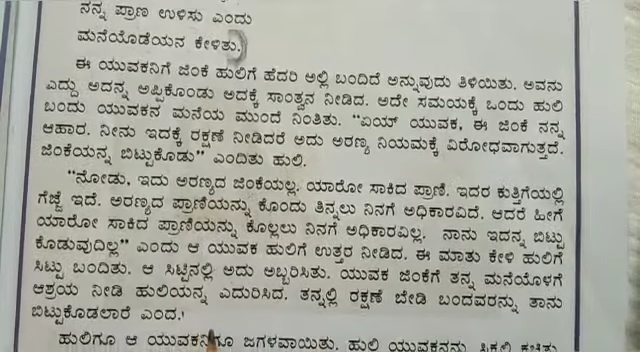 ನನ್ನ ಪ್ರಾಣ ಉಳಿಸು ಎಂದು
ಮನೆಯೊಡೆಯನ ಕೇಳಿತು.
ಈ ಯುವಕನಿಗೆ ಜಿಂಕೆ ಹುಲಿಗೆ ಹೆದರಿ ಅಲ್ಲಿ ಬಂದಿದೆ ಅನ್ನುವುದು ತಿಳಿಯಿತು. ಅವನು
ಎದ್ದು ಅದನ್ನು ಅಪ್ಪಿಕೊಂಡು ಅದಕ್ಕೆ ಸಾಂತ್ವನ ನೀಡಿದ. ಅದೇ ಸಮಯಕ್ಕೆ ಒಂದು ಹುಲಿ
ಬಂದು ಯುವಕನ ಮನೆಯ ಮುಂದೆ ನಿಂತಿತು. “ಏಯ್ ಯುವಕ, ಈ ಜಿಂಕೆ ನನ್ನ
ಆಹಾರ. ನೀನು ಇದಕ್ಕೆ ರಕ್ಷಣೆ ನೀಡಿದರೆ ಅದು ಅರಣ್ಯ ನಿಯಮಕ್ಕೆ ವಿರೋಧವಾಗುತ್ತದೆ.
ಜಿಂಕೆಯನ್ನು ಬಿಟ್ಟುಕೊಡು” ಎಂದಿತು ಹುಲಿ.
“ನೋಡು, ಇದು ಅರಣ್ಯದ ಜಿಂಕೆಯಲ್ಲ. ಯಾರೋ ಸಾಕಿದ ಪ್ರಾಣಿ. ಇದರ ಕುತ್ತಿಗೆಯಲ್ಲಿ
ಗೆಜ್ಜೆ ಇದೆ. ಅರಣ್ಯದ ಪ್ರಾಣಿಯನ್ನು ಕೊಂದು ತಿನ್ನಲು ನಿನಗೆ ಅಧಿಕಾರವಿದೆ. ಆದರೆ ಹೀಗೆ
ಯಾರೋ ಸಾಕಿದ ಪ್ರಾಣಿಯನ್ನು ಕೊಲ್ಲಲು ನಿನಗೆ ಅಧಿಕಾರವಿಲ್ಲ. ನಾನು ಇದನ್ನು ಬಿಟ್ಟು
ಕೊಡುವುದಿಲ್ಲ” ಎಂದು ಆ ಯುವಕ ಹುಲಿಗೆ ಉತ್ತರ ನೀಡಿದ. ಈ ಮಾತು ಕೇಳಿ ಹುಲಿಗೆ
ಸಿಟ್ಟು ಬಂದಿತು. ಆ ಸಿಟ್ಟಿನಲ್ಲಿ ಅದು ಅಬ್ಬರಿಸಿತು. ಯುವಕ ಜಿಂಕೆಗೆ ತನ್ನ ಮನೆಯೊಳಗೆ
ಆಶ್ರಯ ನೀಡಿ ಹುಲಿಯನ್ನು ಎದುರಿಸಿದ. ತನ್ನಲ್ಲಿ ರಕ್ಷಣೆ ಬೇಡಿ ಬಂದವರನ್ನು ತಾನು
ಬಿಟ್ಟುಕೊಡಲಾರೆ ಎಂದ.
ಹುಲಿಗೂ ಆ ಯುವಕನಿಗೂ ಜಗಳವಾಯಿತು. ಹುಲಿ ಯುವಕನನ್ನು